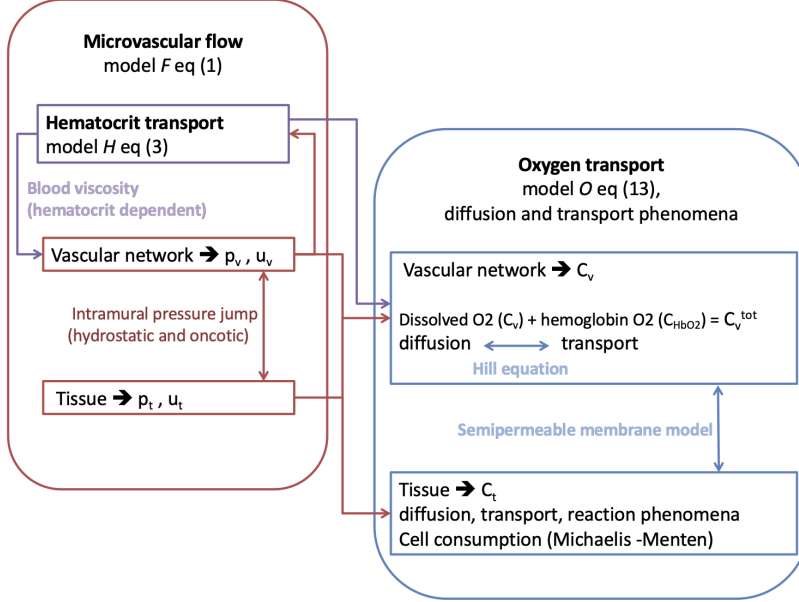 Microvascular flow
model F eq (1)
Hematocrit transport
model H eq (3)
Blood viscosity
(hematocrit dependent)
Vascular network ➔ pᵥ , uᵥ
Intramural pressure jump
(hydrostatic and oncotic)
Tissue ➔ pₜ , uₜ
Oxygen transport
model O eq (13),
diffusion and transport phenomena
Vascular network ➔ Cᵥ
Dissolved O2 (Cᵥ) + hemoglobin O2 (C_HbO2) = Cᵥ^tot
diffusion transport
Hill equation
Semipermeable membrane model
Tissue ➔ Cₜ
diffusion, transport, reaction phenomena
Cell consumption (Michaelis -Menten)